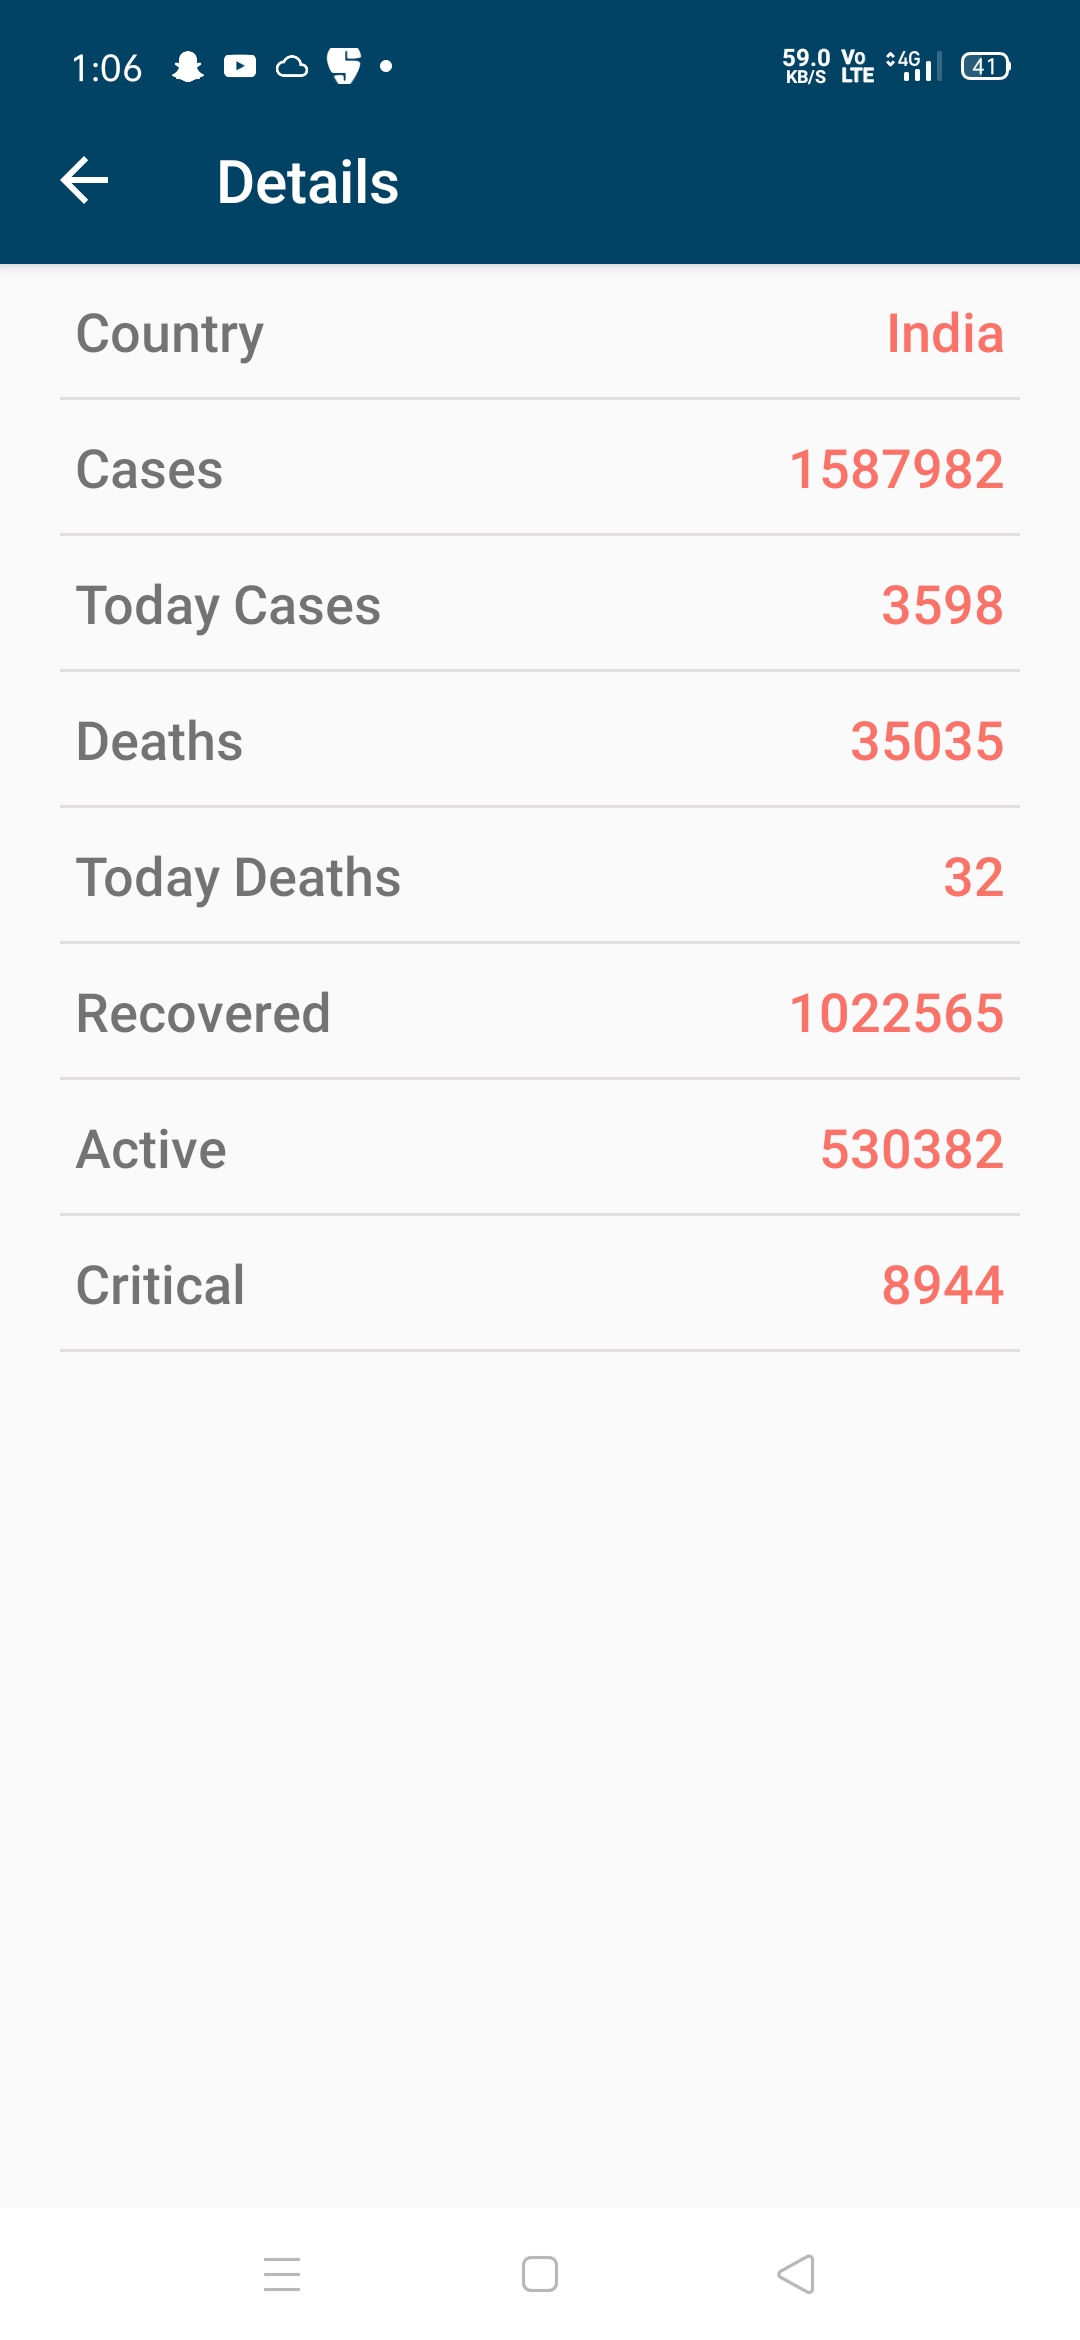 1:06 59.0 KB/S Vo LTE 4G 41
Details
Country India
Cases 1587982
Today Cases 3598
Deaths 35035
Today Deaths 32
Recovered 1022565
Active 530382
Critical 8944